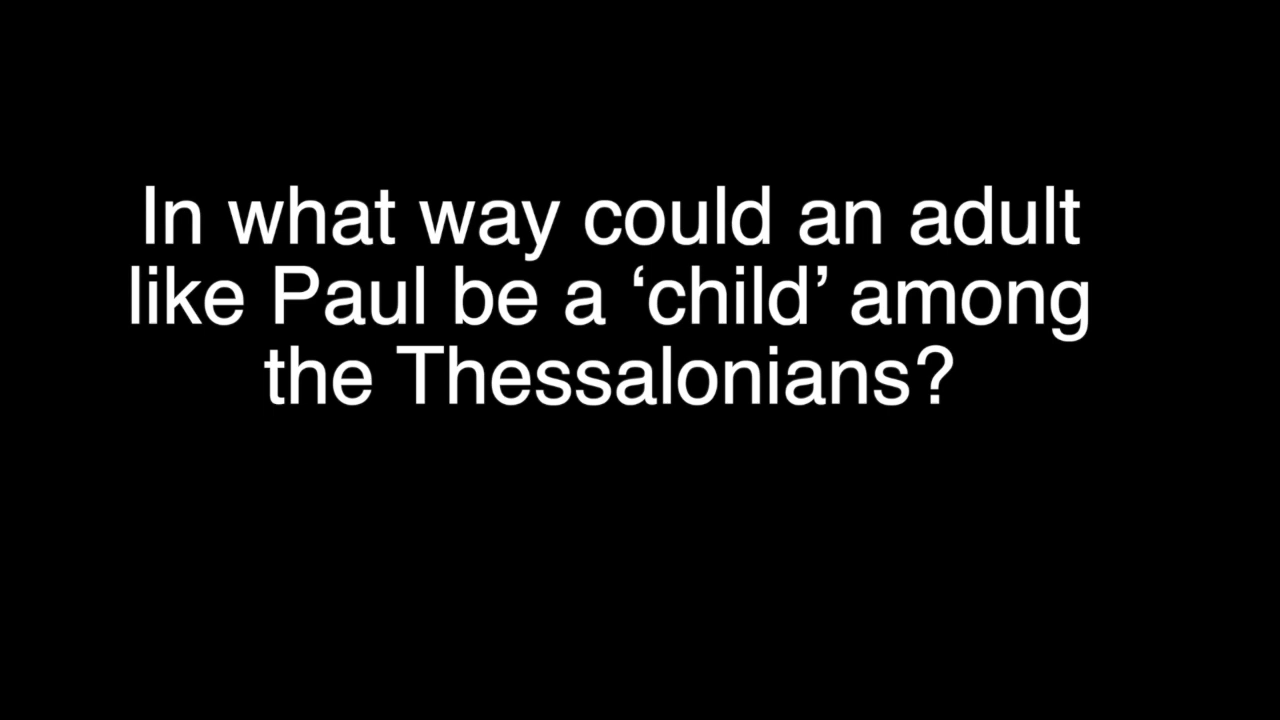 In what way could an adult
like Paul be a ‘child’ among
the Thessalonians?